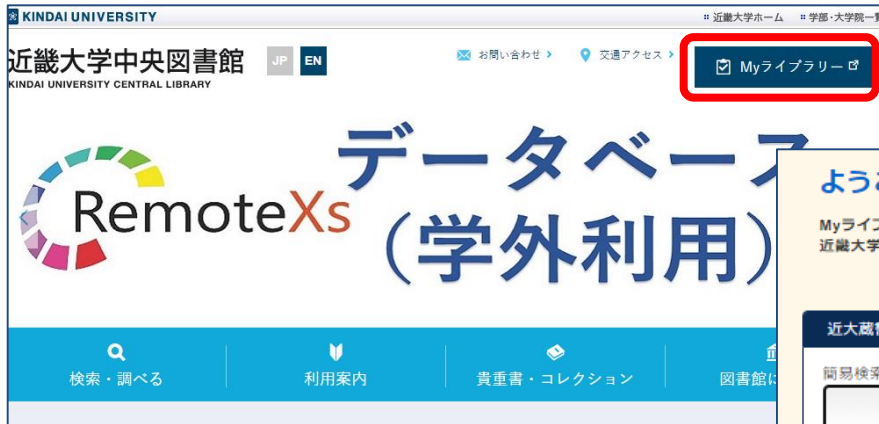 KINDAI UNIVERSITY
近畿大学ホーム 学部・大学院一覧
近畿大学中央図書館
KINDAI UNIVERSITY CENTRAL LIBRARY
JP EN
お問い合わせ
交通アクセス
Myライブラリー
RemoteXs
データベース
(学外利用)
検索・調べる
利用案内
貴重書・コレクション
図書館に
よう
Myライブ
近畿大学
近大蔵
簡易検索